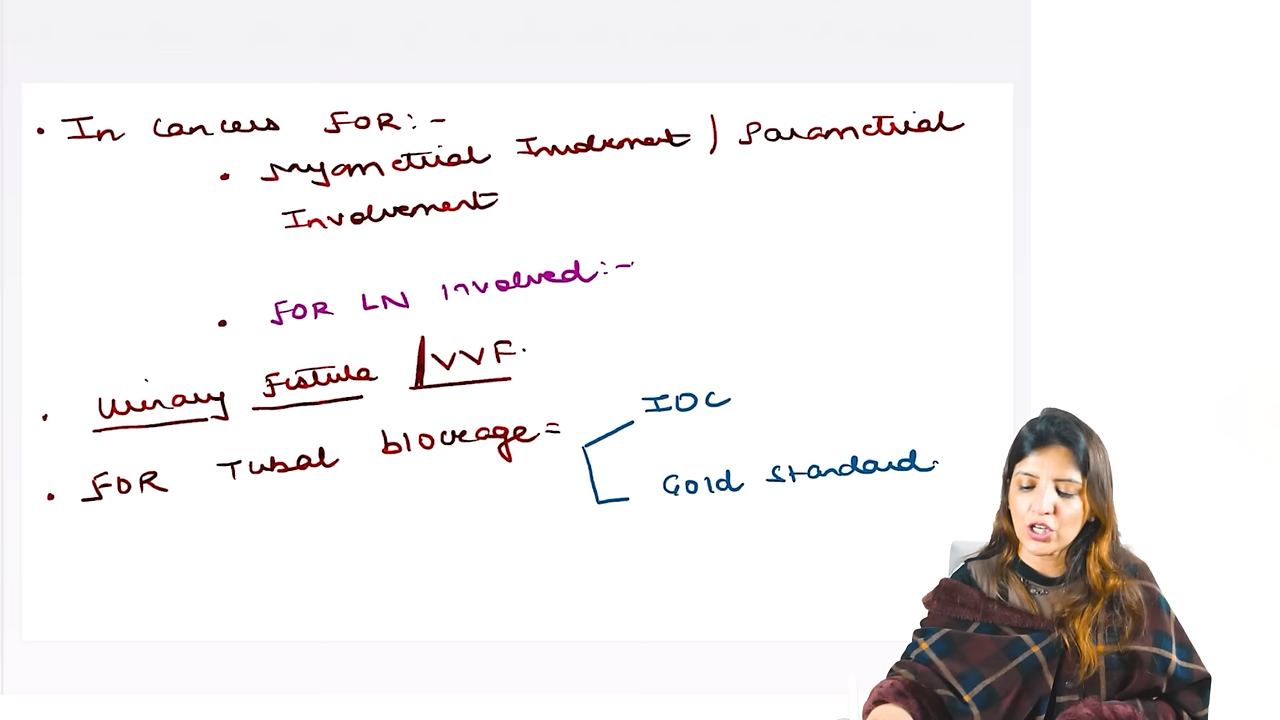 • In Cancers FOR:-
• Myometrial Involvement / Parametrial
Involvement
• FOR LN Involved:-
• Urinary Fistula /VVF.
• FOR Tubal blockage =
IOC
Gold Standard.